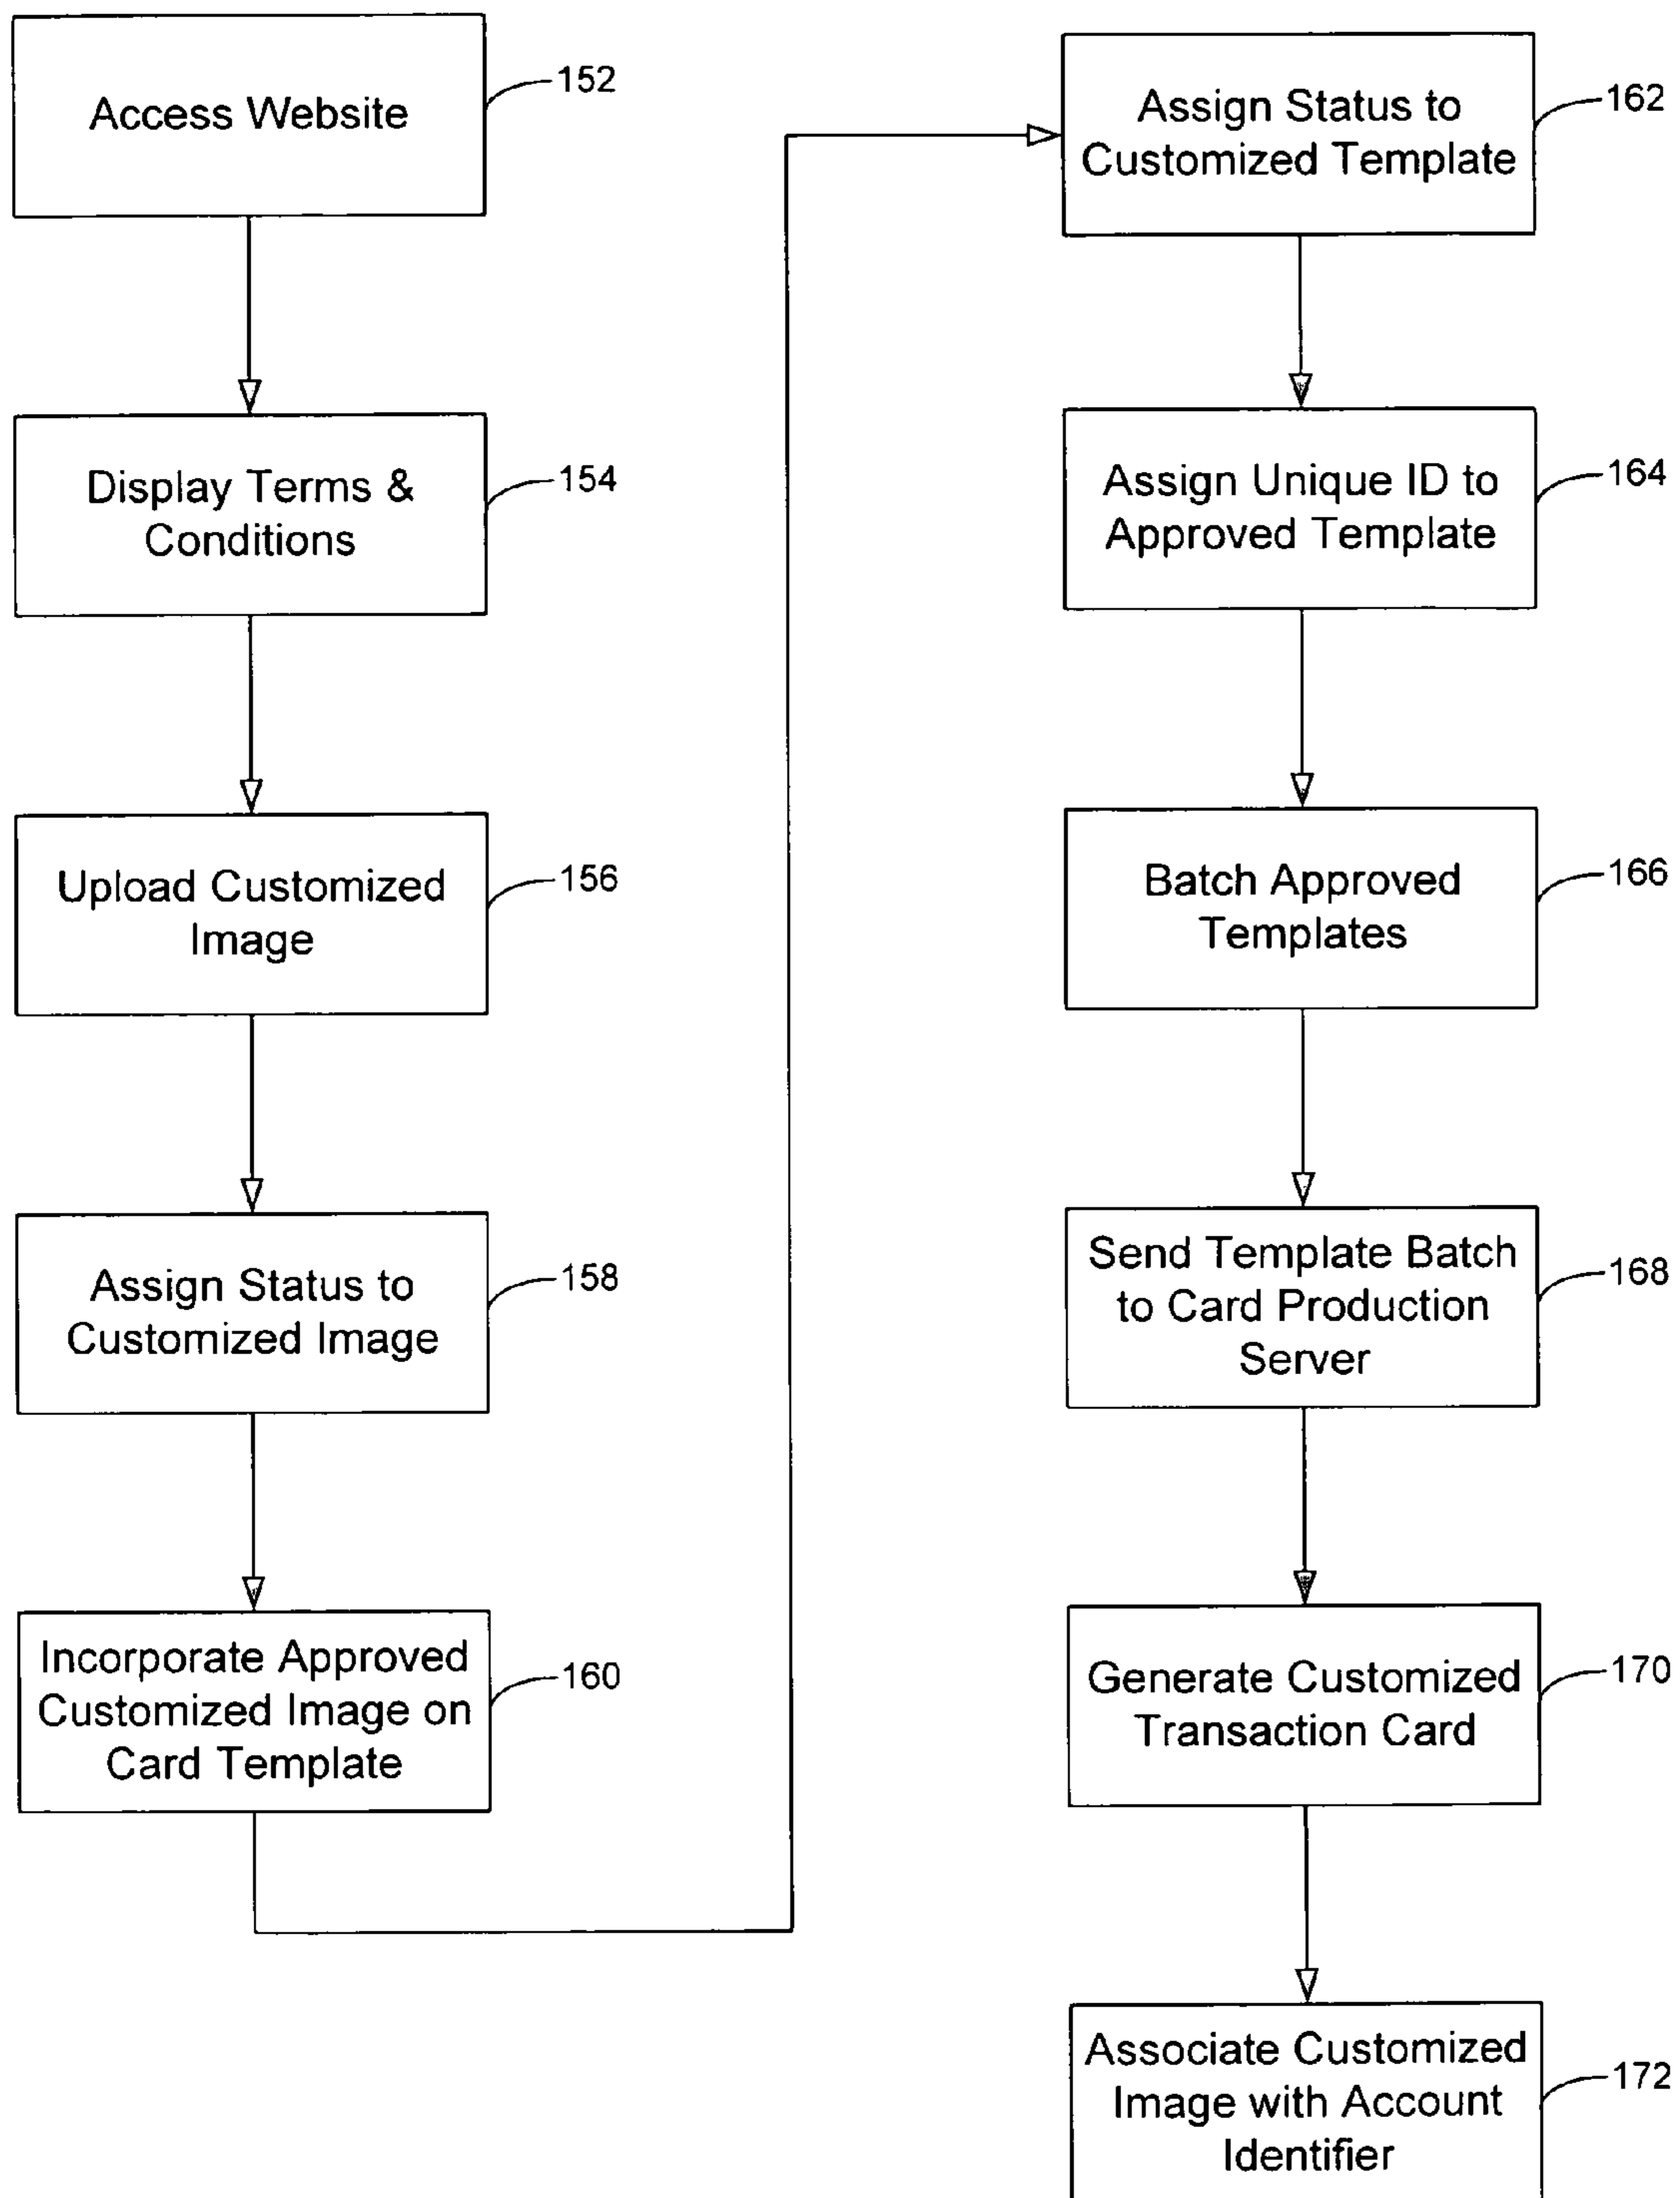 Access Website
152
Display Terms &
Conditions
154
Upload Customized
Image
156
Assign Status to
Customized Image
158
Incorporate Approved
Customized Image on
Card Template
160
Assign Status to
Customized Template
162
Assign Unique ID to
Approved Template
164
Batch Approved
Templates
166
Send Template Batch
to Card Production
Server
168
Generate Customized
Transaction Card
170
Associate Customized
Image with Account
Identifier
172